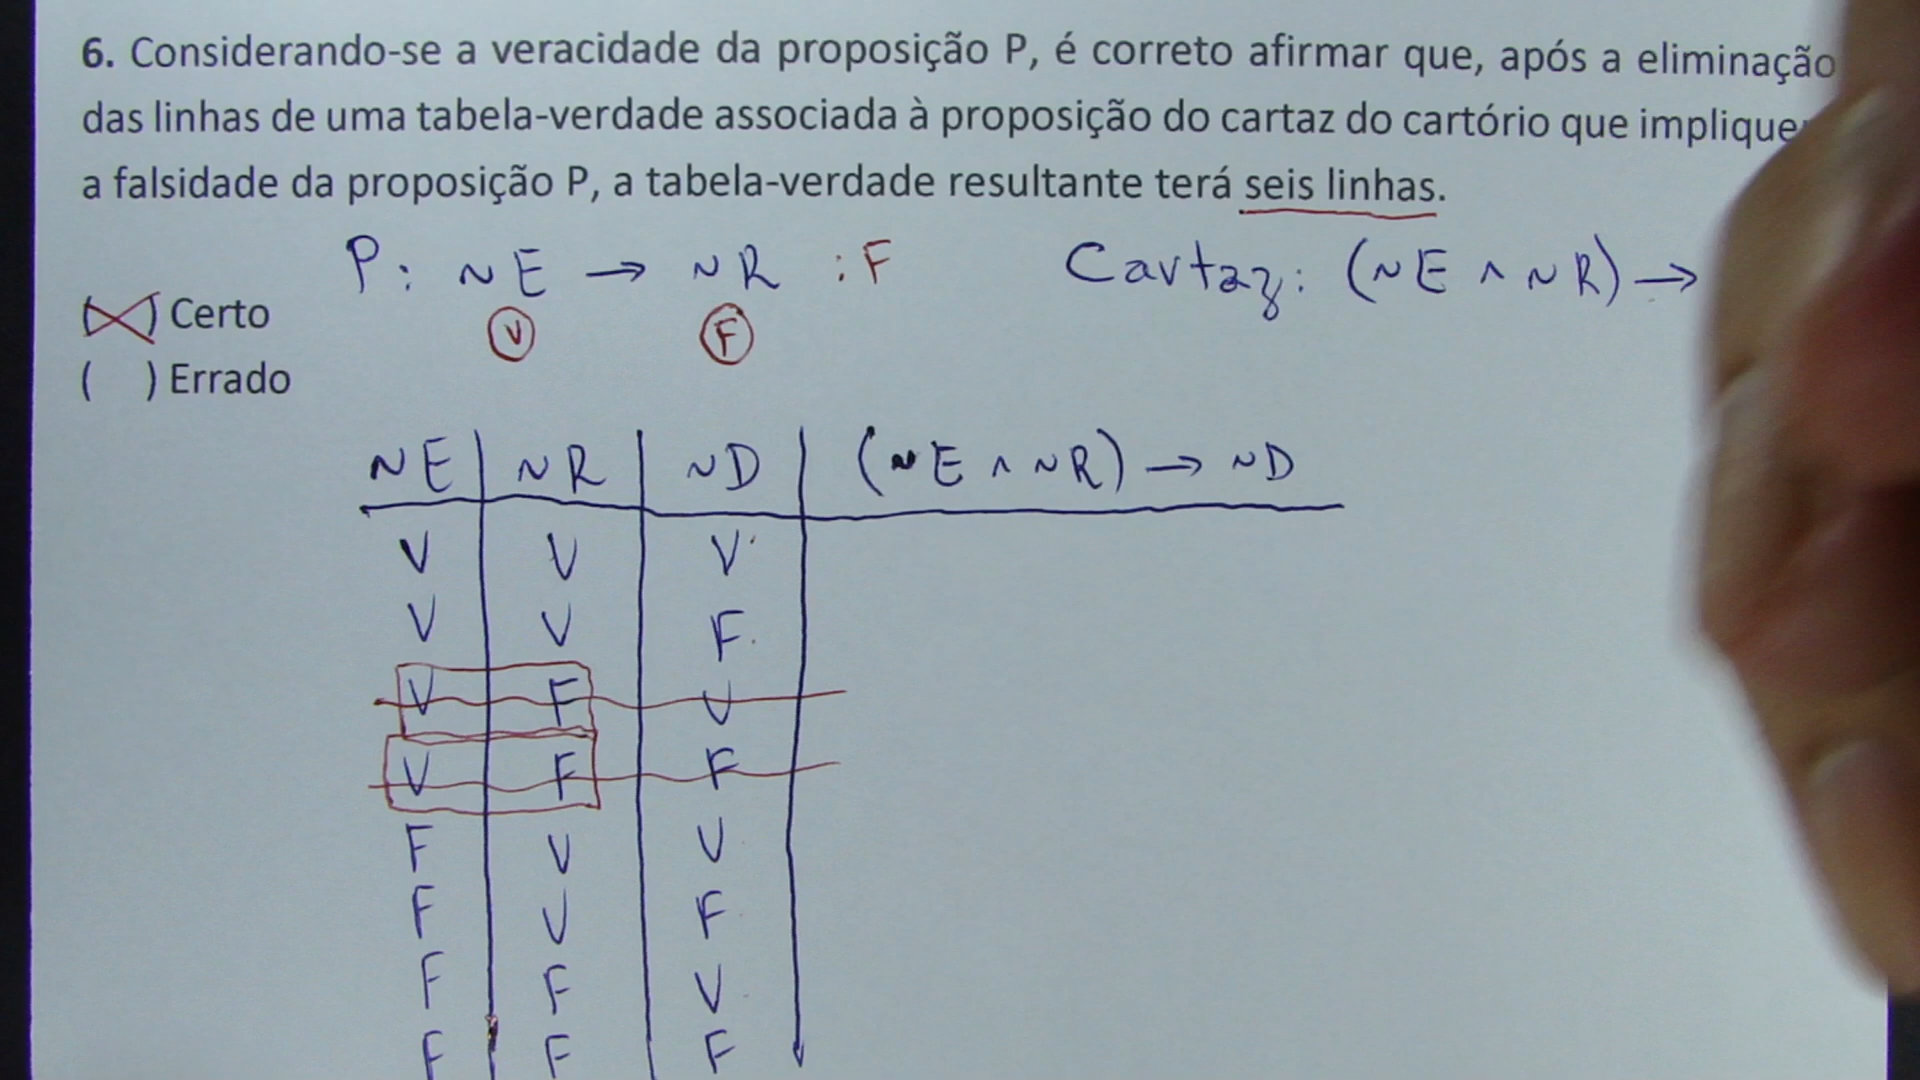 6. Considerando-se a veracidade da proposição P, é correto afirmar que, após a eliminação
das linhas de uma tabela-verdade associada à proposição do cartaz do cartório que implique
a falsidade da proposição P, a tabela-verdade resultante terá seis linhas.
P: ~E → ~R : F Cartaz: (~E ∧ ~R) →
V F
( ) Certo
( ) Errado
~E ~R ~D (~E ∧ ~R) → ~D
V V V
V V F
V F V
V F F
F V V
F V F
F F V
F F F